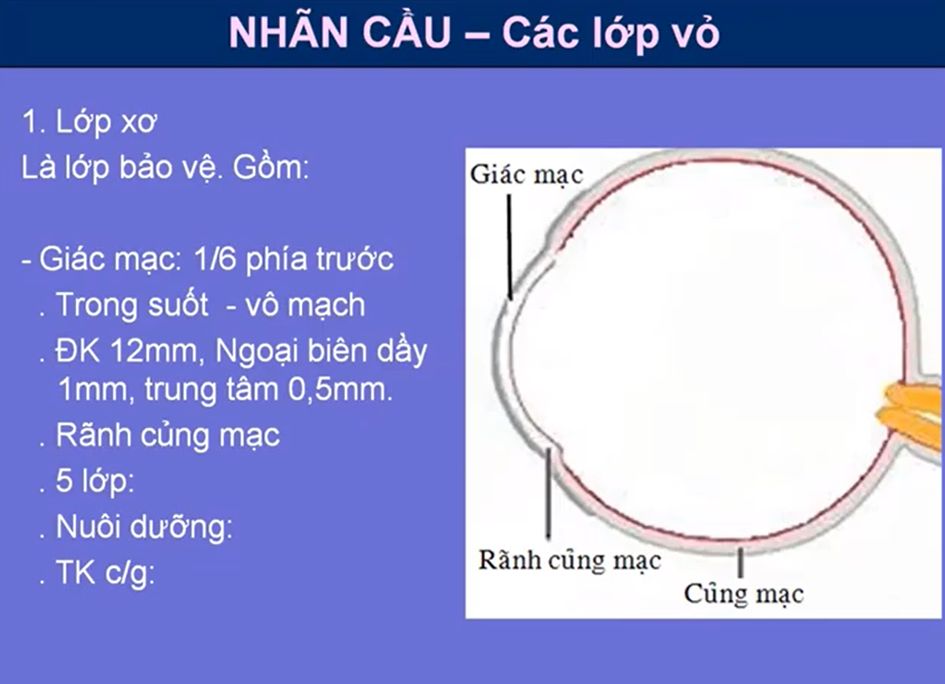 NHÃN CẦU – Các lớp vỏ
1. Lớp xơ
Là lớp bảo vệ. Gồm:
- Giác mạc: 1/6 phía trước
. Trong suốt - vô mạch
. ĐK 12mm, Ngoại biên dầy
1mm, trung tâm 0,5mm.
. Rãnh củng mạc
. 5 lớp:
. Nuôi dưỡng:
. TK c/g:
Giác mạc
Rãnh củng mạc
Củng mạc